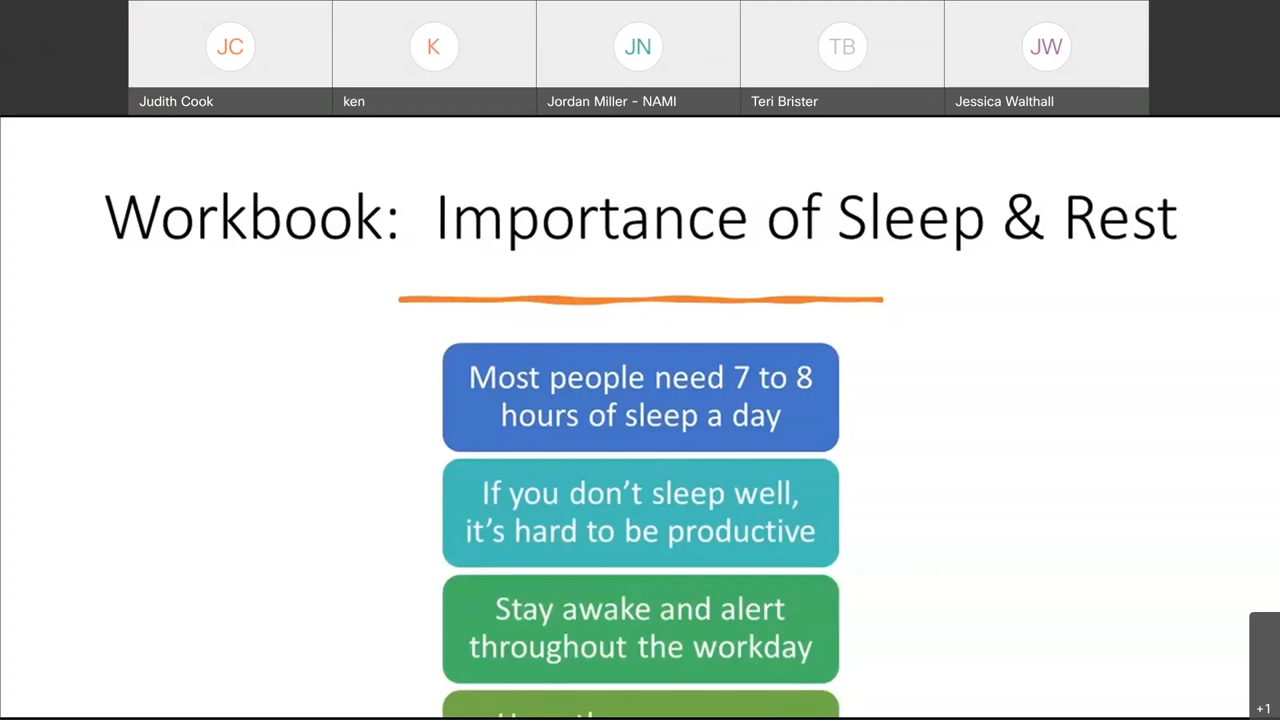 JC
K
JN
TB
JW
Judith Cook
ken
Jordan Miller - NAMI
Teri Brister
Jessica Walthall
Workbook: Importance of Sleep & Rest
Most people need 7 to 8
hours of sleep a day
If you don't sleep well,
it's hard to be productive
Stay awake and alert
throughout the workday
+1